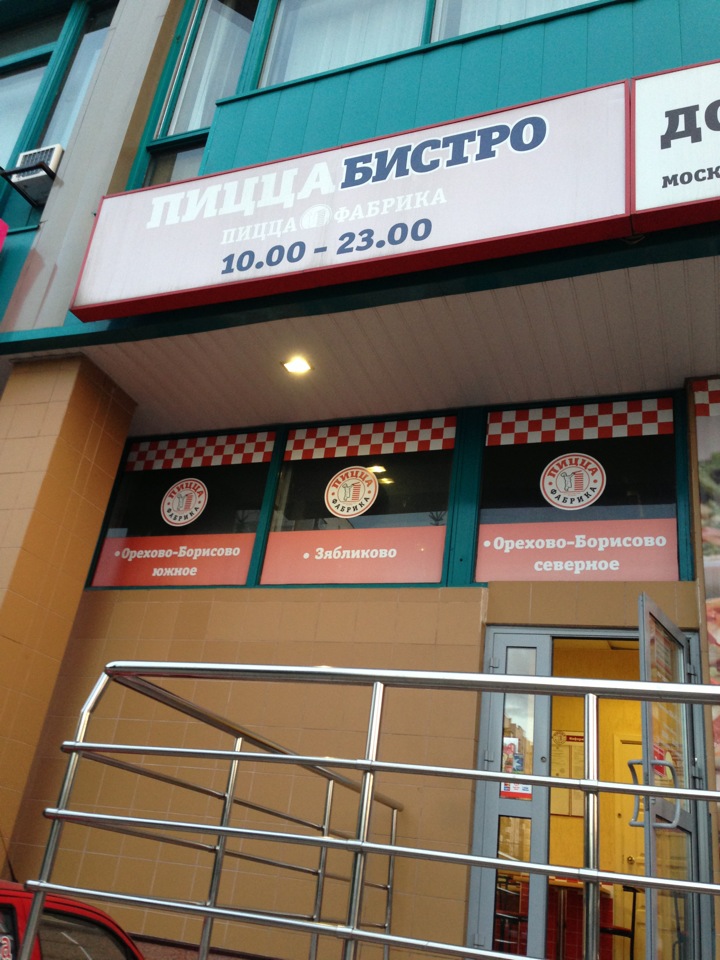 ПИЦЦА БИСТРО
ПИЦЦА ФАБРИКА
10.00 - 23.00
ДО
МОСК
ПИЦЦА
ФАБРИКА
• Орехово-Борисово
южное
ПИЦЦА
ФАБРИКА
• Зябликово
ПИЦЦА
ФАБРИКА
• Орехово-Борисово
северное